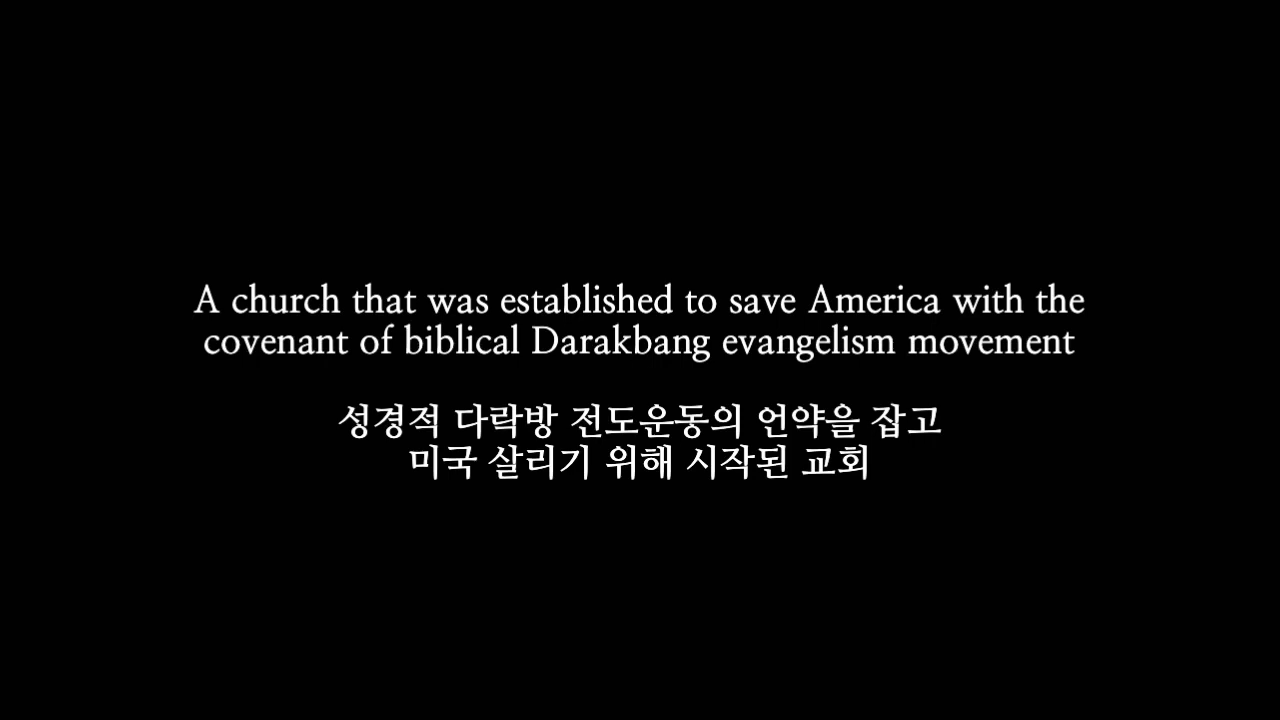 A church that was established to save America with the
covenant of biblical Darakbang evangelism movement
성경적 다락방 전도운동의 언약을 잡고
미국 살리기 위해 시작된 교회